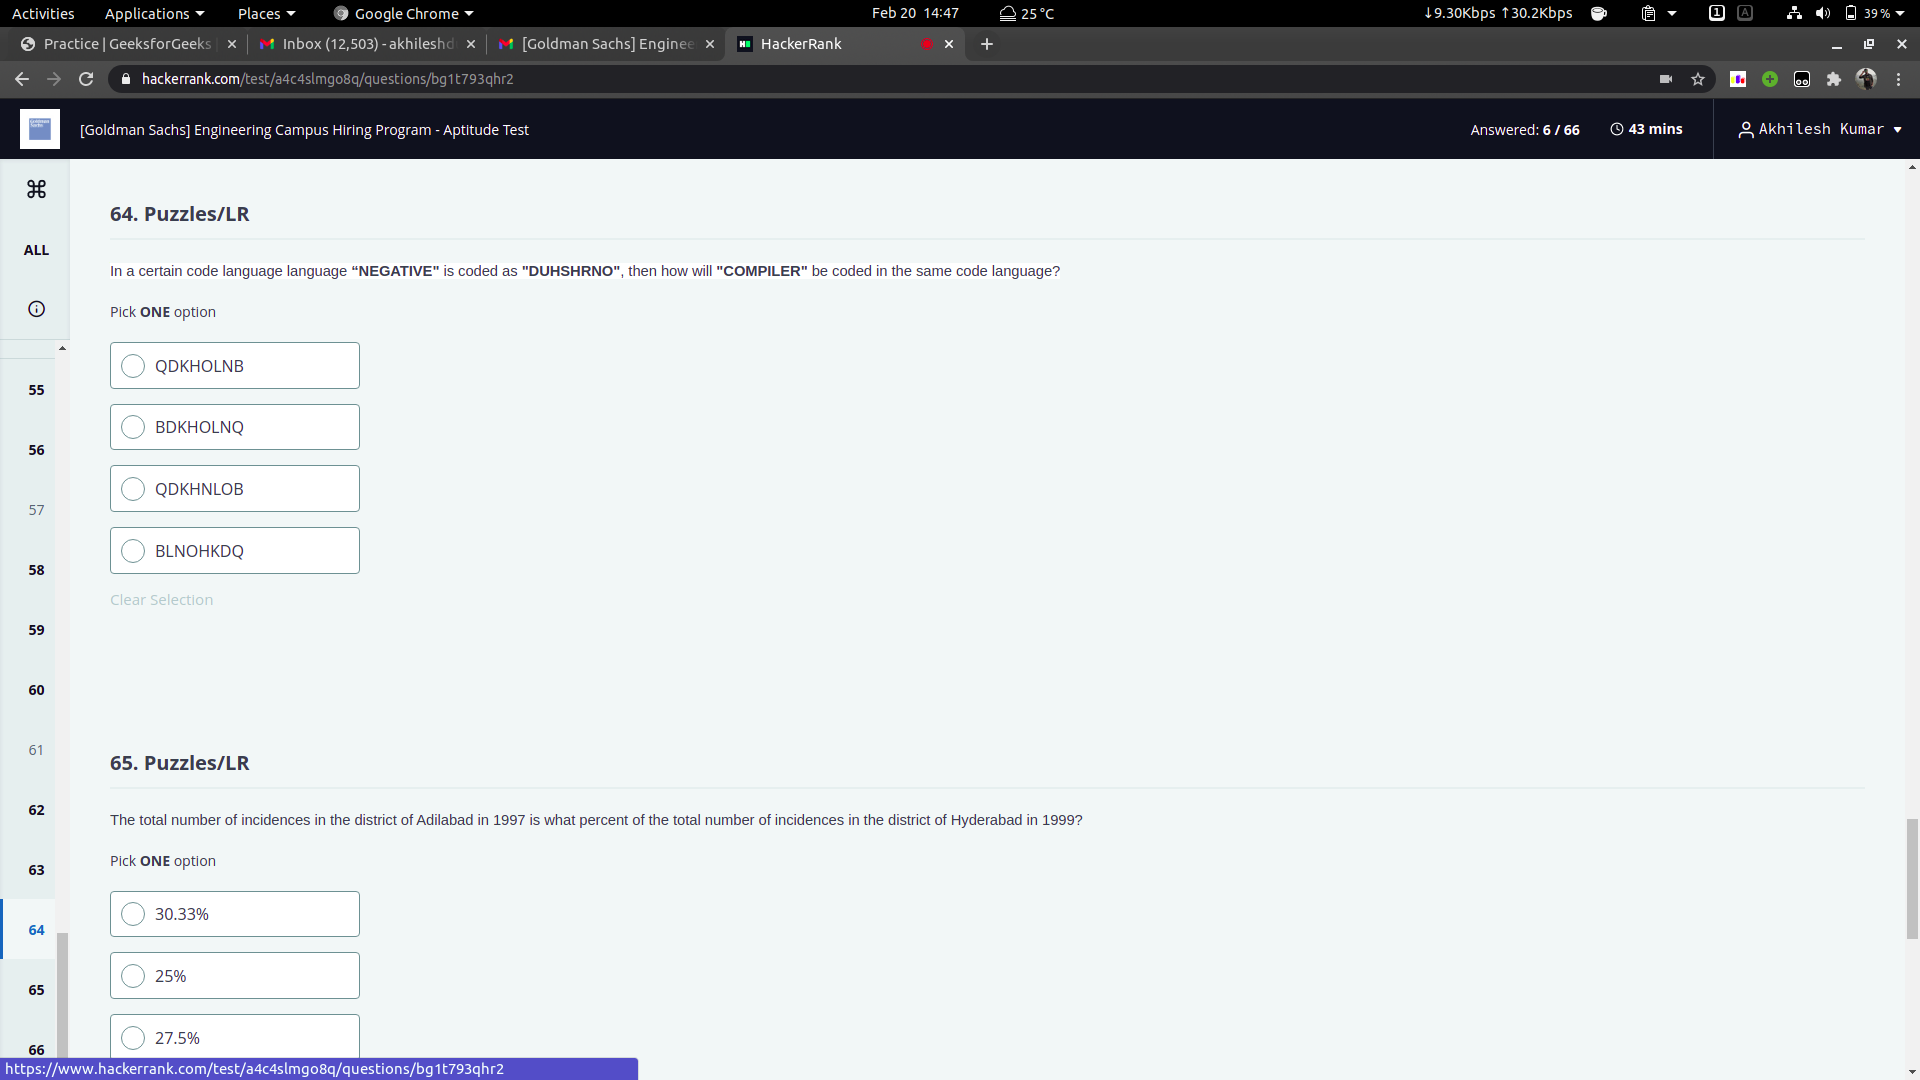 Activities Applications Places Google Chrome Feb 20 14:47 25 °C ↓9.30Kbps ↑30.2Kbps 1 A 39 %
Practice | GeeksforGeeks Inbox (12,503) - akhileshd [Goldman Sachs] Enginee HackerRank
hackerrank.com/test/a4c4slmgo8q/questions/bg1t793qhr2
[Goldman Sachs] Engineering Campus Hiring Program - Aptitude Test Answered: 6 / 66 43 mins Akhilesh Kumar
ALL
55
56
57
58
59
60
61
62
63
64
65
66
64. Puzzles/LR
In a certain code language language “NEGATIVE" is coded as "DUHSHRNO", then how will "COMPILER" be coded in the same code language?
Pick ONE option
QDKHOLNB
BDKHOLNQ
QDKHNLOB
BLNOHKDQ
Clear Selection
65. Puzzles/LR
The total number of incidences in the district of Adilabad in 1997 is what percent of the total number of incidences in the district of Hyderabad in 1999?
Pick ONE option
30.33%
25%
27.5%
https://www.hackerrank.com/test/a4c4slmgo8q/questions/bg1t793qhr2